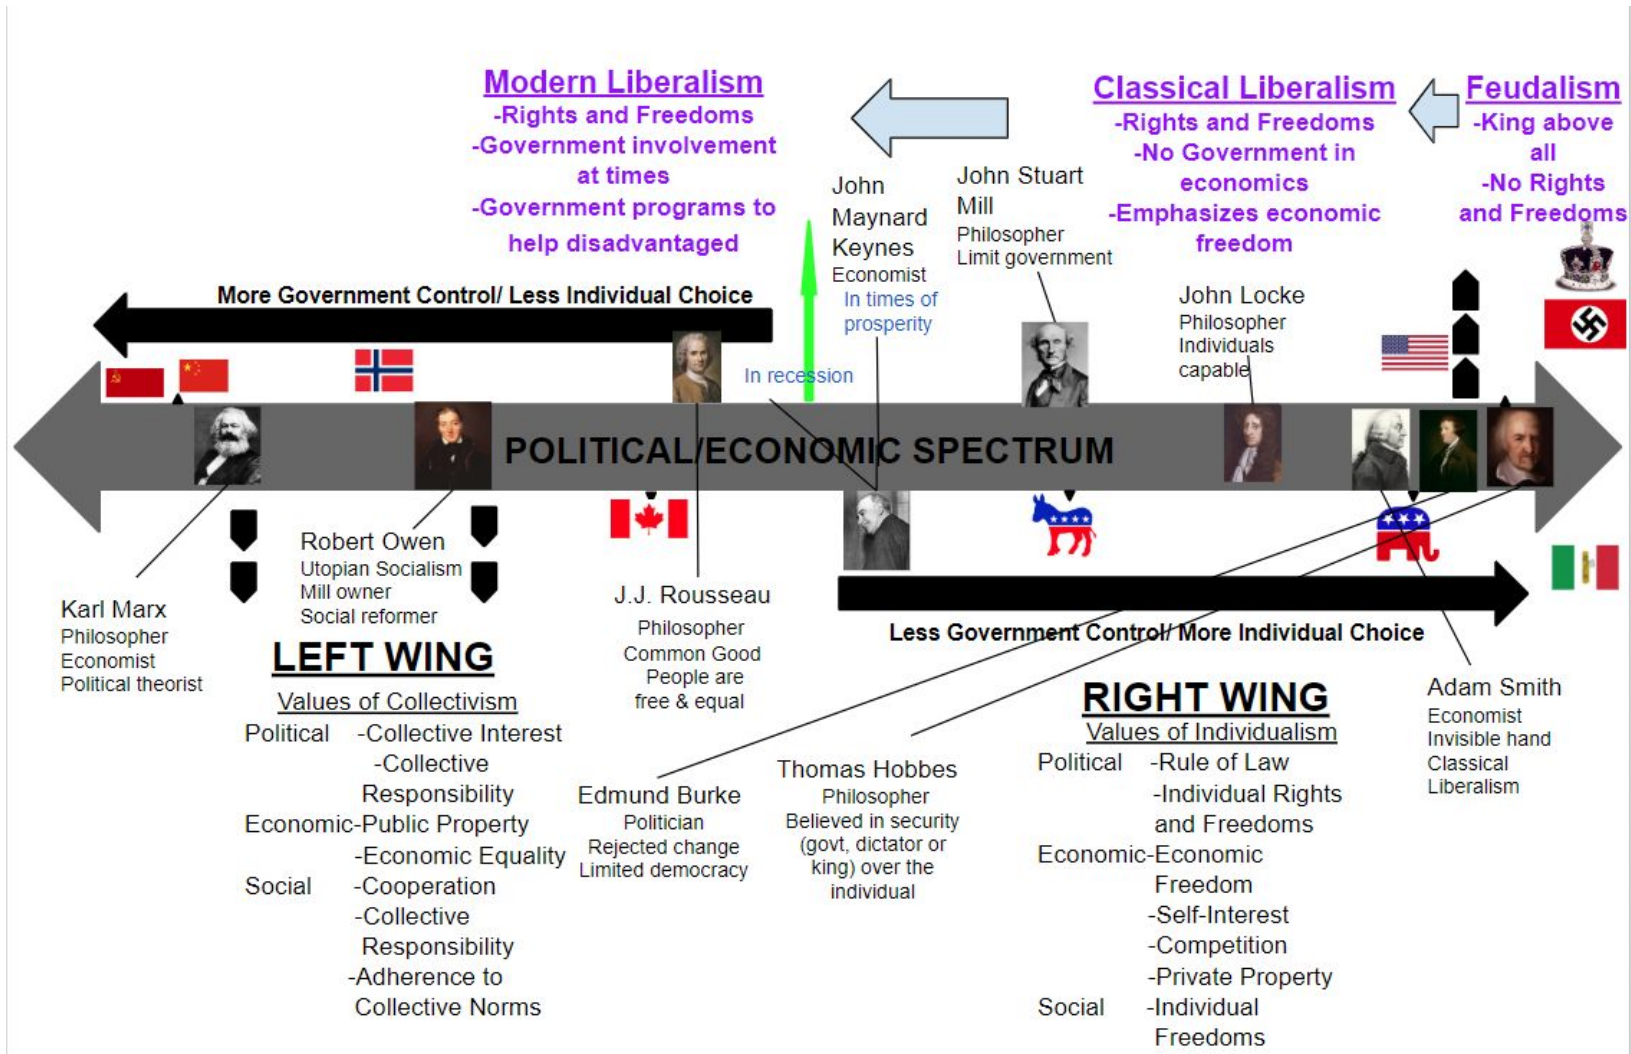 Modern Liberalism
-Rights and Freedoms
-Government involvement
at times
-Government programs to
help disadvantaged
Classical Liberalism
-Rights and Freedoms
-No Government in
economics
-Emphasizes economic
freedom
Feudalism
-King above
all
-No Rights
and Freedoms
John
Maynard
Keynes
Economist
In times of
prosperity
In recession
John Stuart
Mill
Philosopher
Limit government
John Locke
Philosopher
Individuals
capable
More Government Control/ Less Individual Choice
POLITICAL/ECONOMIC SPECTRUM
Less Government Control/ More Individual Choice
Karl Marx
Philosopher
Economist
Political theorist
Robert Owen
Utopian Socialism
Mill owner
Social reformer
J.J. Rousseau
Philosopher
Common Good
People are
free & equal
LEFT WING
Values of Collectivism
Political -Collective Interest
-Collective
Responsibility
Economic-Public Property
-Economic Equality
Social -Cooperation
-Collective
Responsibility
-Adherence to
Collective Norms
Edmund Burke
Politician
Rejected change
Limited democracy
Thomas Hobbes
Philosopher
Believed in security
(govt, dictator or
king) over the
individual
RIGHT WING
Values of Individualism
Political -Rule of Law
-Individual Rights
and Freedoms
Economic-Economic
Freedom
-Self-Interest
-Competition
-Private Property
Social -Individual
Freedoms
Adam Smith
Economist
Invisible hand
Classical
Liberalism